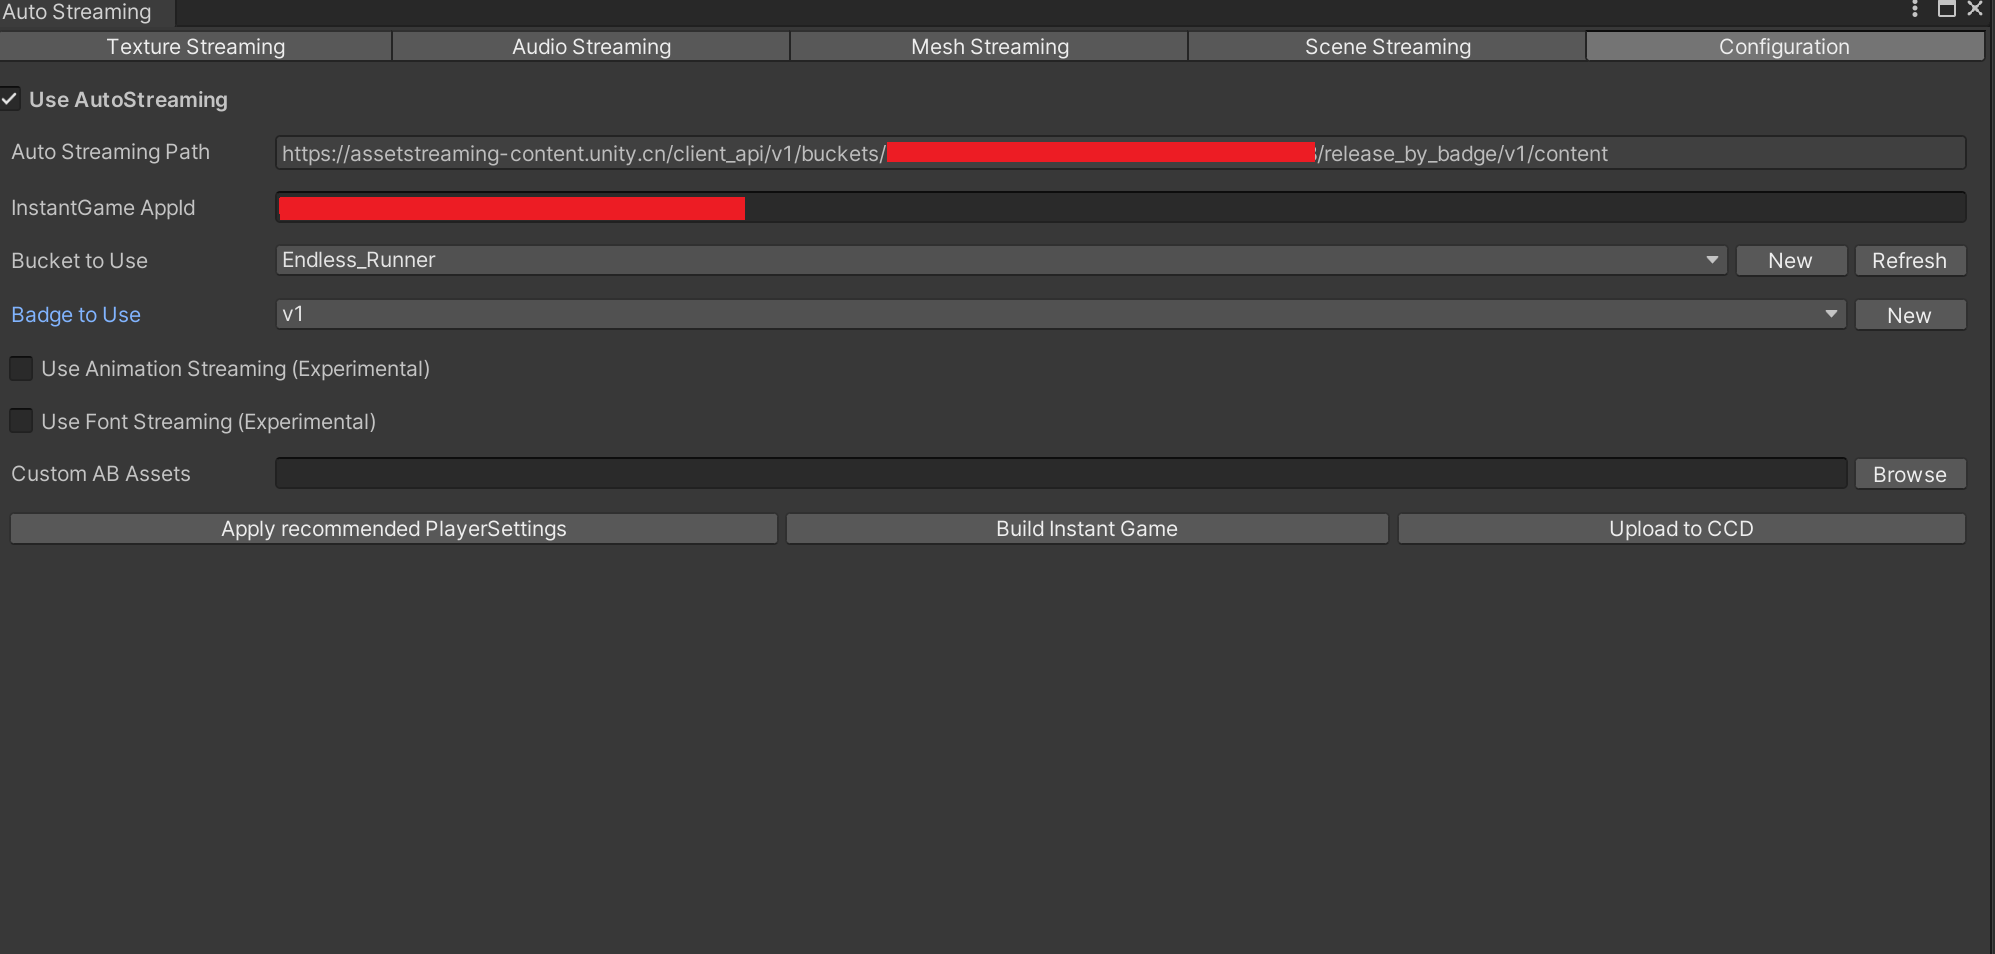 Auto Streaming
Texture Streaming Audio Streaming Mesh Streaming Scene Streaming Configuration
Use AutoStreaming
Auto Streaming Path https://assetstreaming-content.unity.cn/client_api/v1/buckets/ /release_by_badge/v1/content
InstantGame AppId
Bucket to Use Endless_Runner New Refresh
Badge to Use v1 New
Use Animation Streaming (Experimental)
Use Font Streaming (Experimental)
Custom AB Assets Browse
Apply recommended PlayerSettings Build Instant Game Upload to CCD